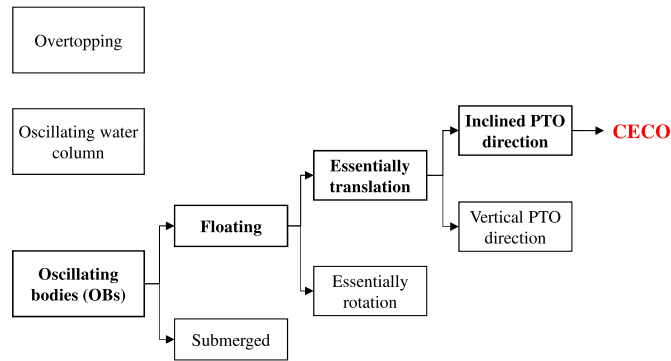 Overtopping
Oscillating water
column
Oscillating
bodies (OBs)
Floating
Submerged
Essentially
translation
Essentially
rotation
Inclined PTO
direction
Vertical PTO
direction
CECO